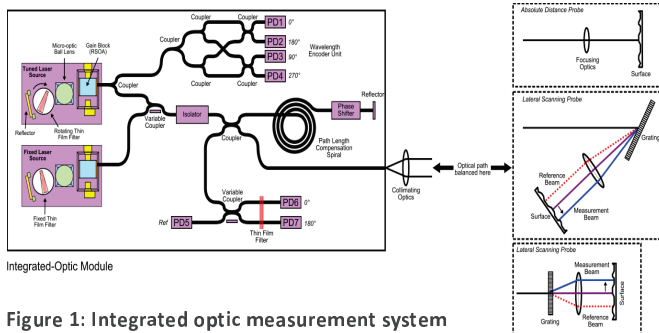 Coupler
Coupler
PD1 0°
PD2 180°
PD3 90°
PD4 270°
Wavelength
Encoder Unit
Coupler
Coupler
Micro-optic
Ball Lens
Gain Block
(RSOA)
Tuned Laser
Source
Coupler
Reflector
Rotating Thin
Film Filter
Variable
Coupler
Isolator
Coupler
Path Length
Compensation
Spiral
Phase
Shifter
Reflector
Fixed Laser
Source
Fixed Thin
Film Filter
Collimating
Optics
Optical path
balanced here
Variable
Coupler
Ref PD5
PD6 0°
PD7 180°
Thin Film
Filter
Integrated-Optic Module
Absolute Distance Probe
Focusing
Optics
Surface
Lateral Scanning Probe
Grating
Reference
Beam
Surface
Measurement
Beam
Lateral Scanning Probe
Measurement
Beam
Surface
Grating
Reference
Beam
Figure 1: Integrated optic measurement system